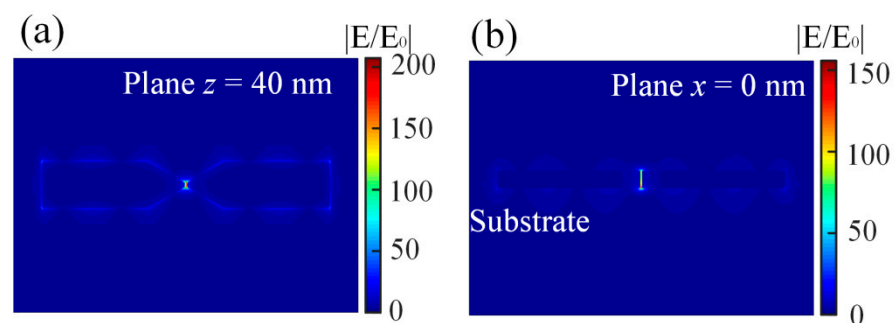 (a)
|E/E₀|
Plane z = 40 nm
200
150
100
50
0
(b)
|E/E₀|
Plane x = 0 nm
Substrate
150
100
50
0